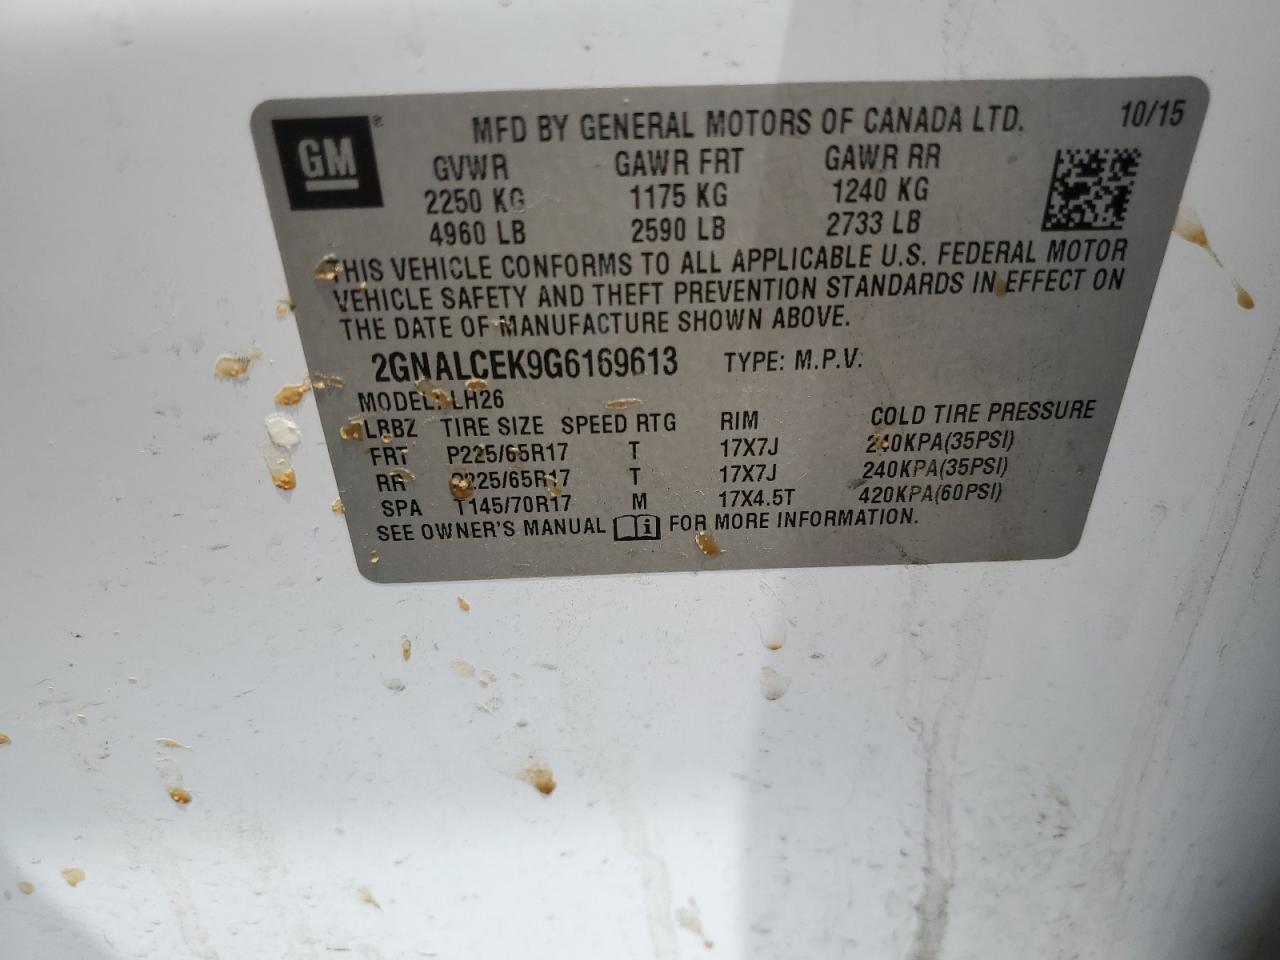 GM® MFD BY GENERAL MOTORS OF CANADA LTD. 10/15
GVWR GAWR FRT GAWR RR
2250 KG 1175 KG 1240 KG
4960 LB 2590 LB 2733 LB
THIS VEHICLE CONFORMS TO ALL APPLICABLE U.S. FEDERAL MOTOR
VEHICLE SAFETY AND THEFT PREVENTION STANDARDS IN EFFECT ON
THE DATE OF MANUFACTURE SHOWN ABOVE.
2GNALCEK9G6169613 TYPE: M.P.V.
MODEL: LH26
LRBZ TIRE SIZE SPEED RTG RIM COLD TIRE PRESSURE
FRT P225/65R17 T 17X7J 240KPA(35PSI)
RR P225/65R17 T 17X7J 240KPA(35PSI)
SPA T145/70R17 M 17X4.5T 420KPA(60PSI)
SEE OWNER'S MANUAL i FOR MORE INFORMATION.